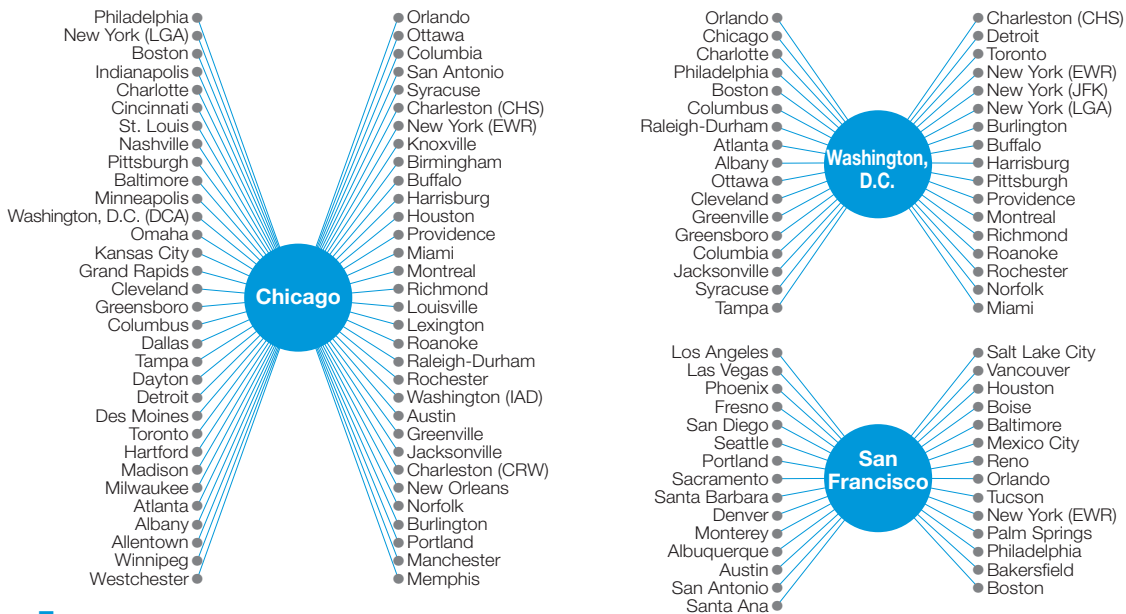 Philadelphia
New York (LGA)
Boston
Indianapolis
Charlotte
Cincinnati
St. Louis
Nashville
Pittsburgh
Baltimore
Minneapolis
Washington, D.C. (DCA)
Omaha
Kansas City
Grand Rapids
Cleveland
Greensboro
Columbus
Dallas
Tampa
Dayton
Detroit
Des Moines
Toronto
Hartford
Madison
Milwaukee
Atlanta
Albany
Allentown
Winnipeg
Westchester
Chicago
Orlando
Ottawa
Columbia
San Antonio
Syracuse
Charleston (CHS)
New York (EWR)
Knoxville
Birmingham
Buffalo
Harrisburg
Houston
Providence
Miami
Montreal
Richmond
Louisville
Lexington
Roanoke
Raleigh-Durham
Rochester
Washington (IAD)
Austin
Greenville
Jacksonville
Charleston (CRW)
New Orleans
Norfolk
Burlington
Portland
Manchester
Memphis
Orlando
Chicago
Charlotte
Philadelphia
Boston
Columbus
Raleigh-Durham
Atlanta
Albany
Ottawa
Cleveland
Greenville
Greensboro
Columbia
Jacksonville
Syracuse
Tampa
Washington,
D.C.
Charleston (CHS)
Detroit
Toronto
New York (EWR)
New York (JFK)
New York (LGA)
Burlington
Buffalo
Harrisburg
Pittsburgh
Providence
Montreal
Richmond
Roanoke
Rochester
Norfolk
Miami
Los Angeles
Las Vegas
Phoenix
Fresno
San Diego
Seattle
Portland
Sacramento
Santa Barbara
Denver
Monterey
Albuquerque
Austin
San Antonio
Santa Ana
San
Francisco
Salt Lake City
Vancouver
Houston
Boise
Baltimore
Mexico City
Reno
Orlando
Tucson
New York (EWR)
Palm Springs
Philadelphia
Bakersfield
Boston